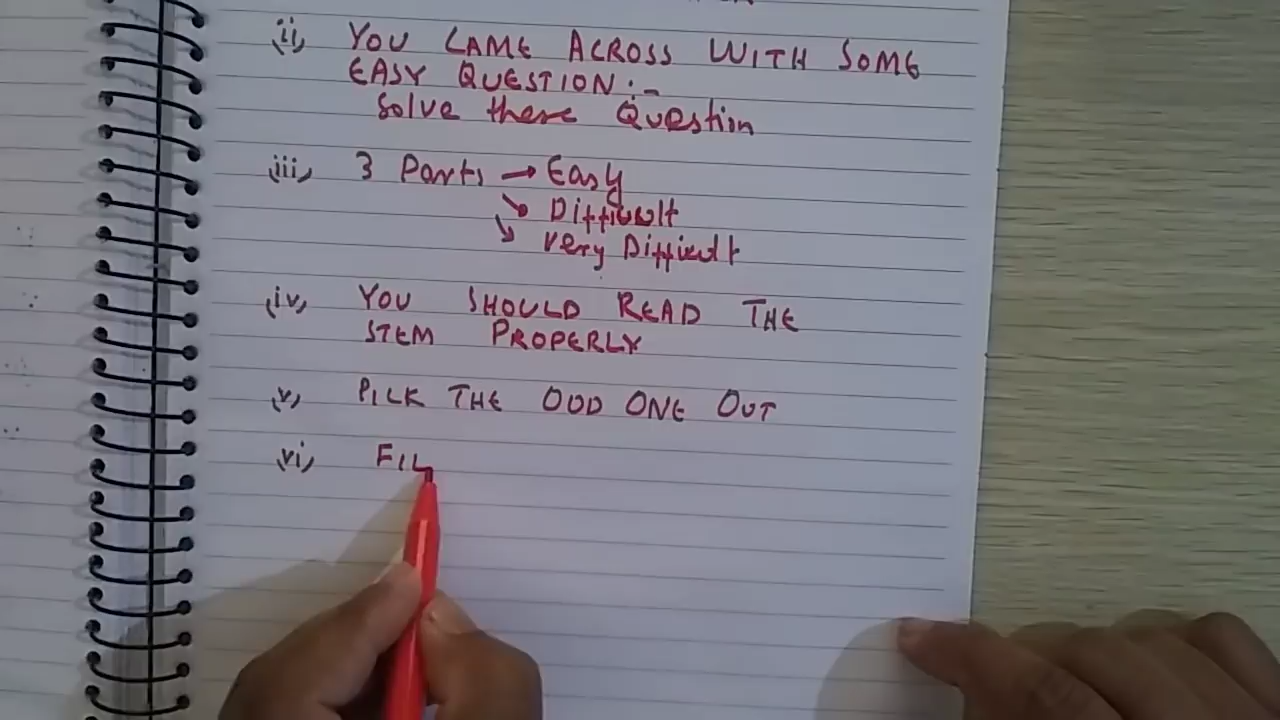 ii) YOU CAME ACROSS WITH SOME
EASY QUESTION:-
Solve these Question
iii) 3 Parts → Easy
↘ Difficult
↘ Very Difficult
iv) YOU SHOULD READ THE
STEM PROPERLY
v) PICK THE ODD ONE OUT
vi) FIL